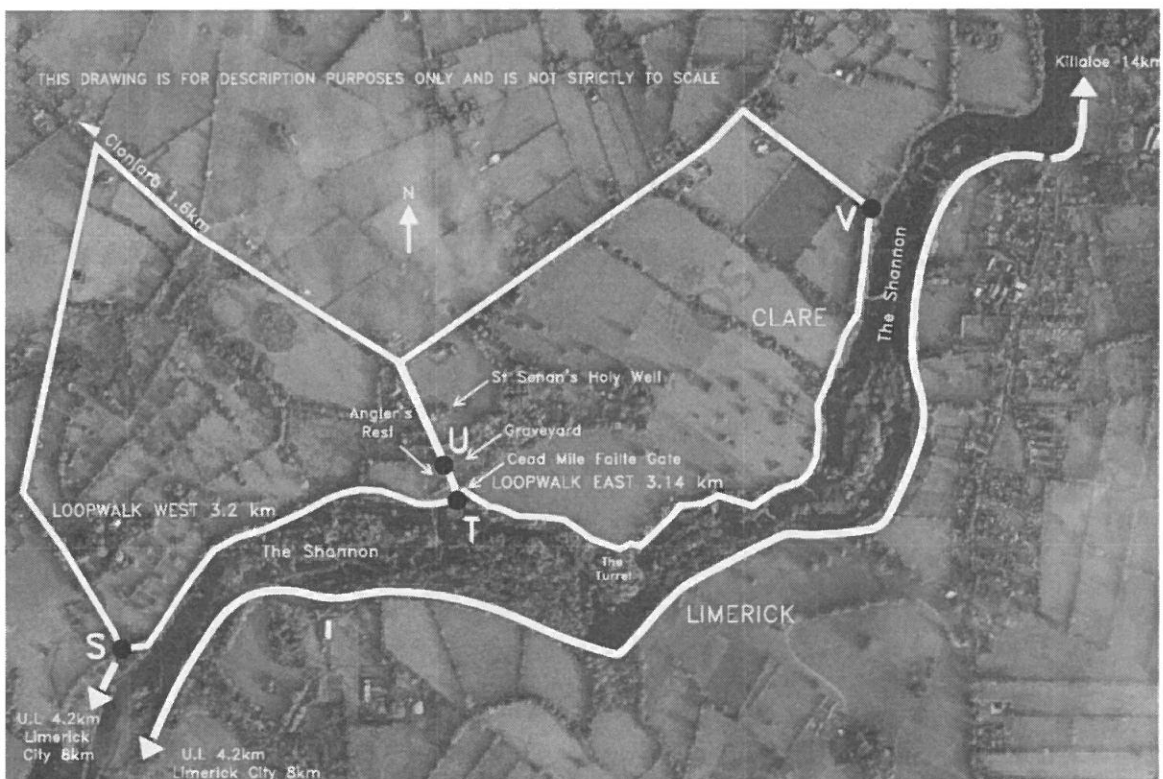 Killaloe 14km
THIS DRAWING IS FOR DESCRIPTION PURPOSES ONLY AND IS NOT STRICTLY TO SCALE
Clonlara 1.6km
N
V
The Shannon
CLARE
St Senan's Holy Well
Angler's
Rest
U
Graveyard
Cead Mile Failte Gate
LOOPWALK EAST 3.14 km
LOOPWALK WEST 3.2 km
T
The Shannon
The
Turret
LIMERICK
S
U.L 4.2km
Limerick
City 8km
U.L 4.2km
Limerick City 8km